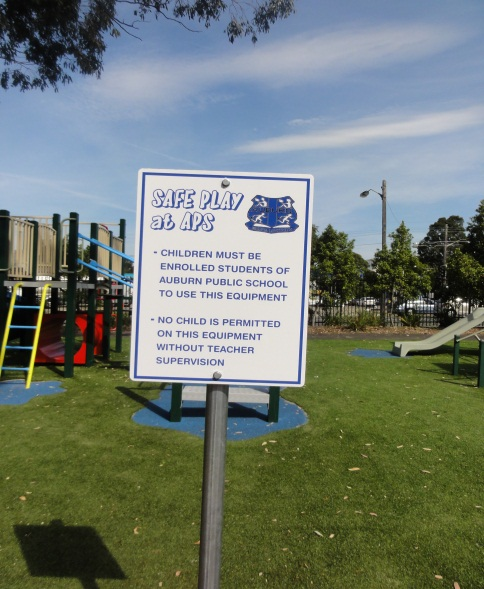 SAFE PLAY
at APS
- CHILDREN MUST BE
ENROLLED STUDENTS OF
AUBURN PUBLIC SCHOOL
TO USE THIS EQUIPMENT
- NO CHILD IS PERMITTED
ON THIS EQUIPMENT
WITHOUT TEACHER
SUPERVISION